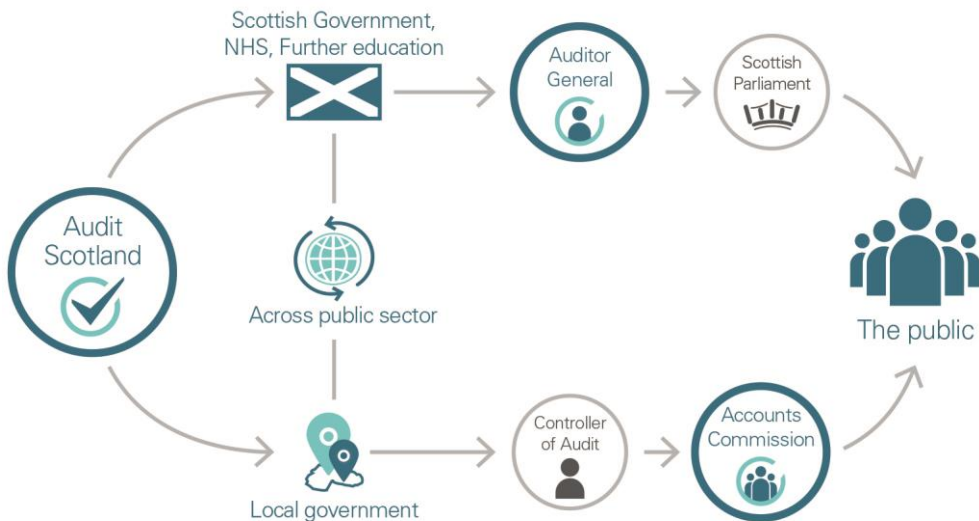 Scottish Government,
NHS, Further education
Auditor
General
Scottish
Parliament
Audit
Scotland
Across public sector
The public
Local government
Controller
of Audit
Accounts
Commission